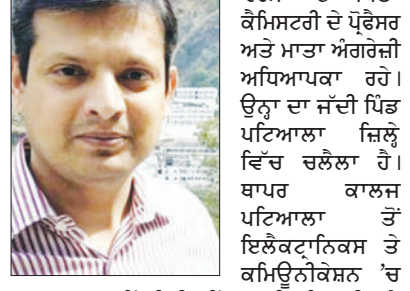 ਕੈਮਿਸਟਰੀ ਦੇ ਪ੍ਰੋਫੈਸਰ
ਅਤੇ ਮਾਤਾ ਅੰਗਰੇਜ਼ੀ
ਅਧਿਆਪਕਾ ਰਹੇ।
ਉਨ੍ਹਾ ਦਾ ਜੱਦੀ ਪਿੰਡ
ਪਟਿਆਲਾ ਜ਼ਿਲ੍ਹੇ
ਵਿੱਚ ਚਲੈਲਾ ਹੈ।
ਥਾਪਰ ਕਾਲਜ
ਪਟਿਆਲਾ ਤੋਂ
ਇਲੈਕਟ੍ਰਾਨਿਕਸ ਤੇ
ਕਮਿਊਨੀਕੇਸ਼ਨ ’ਚ